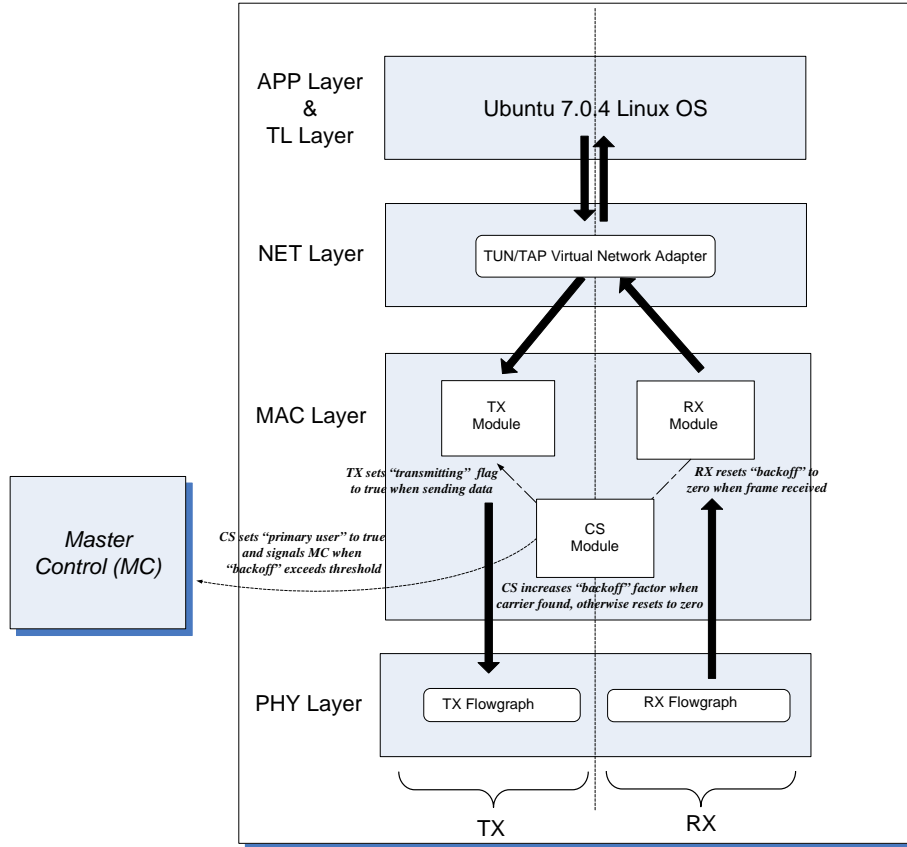 APP Layer
&
TL Layer
Ubuntu 7.0.4 Linux OS
NET Layer
TUN/TAP Virtual Network Adapter
MAC Layer
TX
Module
RX
Module
TX sets “transmitting” flag
to true when sending data
RX resets “backoff” to
zero when frame received
Master
Control (MC)
CS sets “primary user” to true
and signals MC when
“backoff” exceeds threshold
CS
Module
CS increases “backoff” factor when
carrier found, otherwise resets to zero
PHY Layer
TX Flowgraph
RX Flowgraph
TX
RX